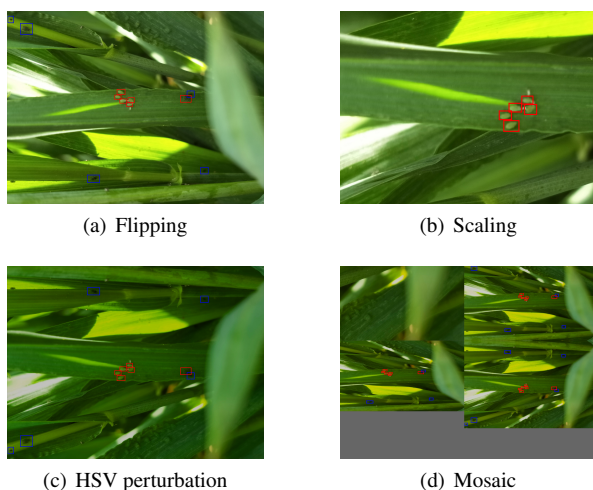 (a) Flipping
(b) Scaling
(c) HSV perturbation
(d) Mosaic